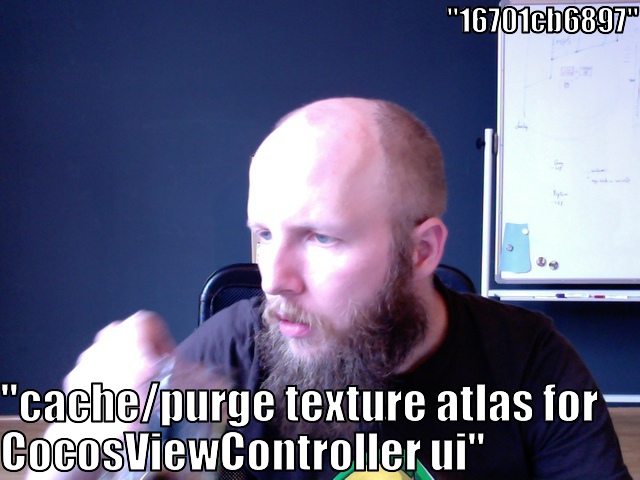 "16701cb6897"
"cache/purge texture atlas for
CocosViewController ui"